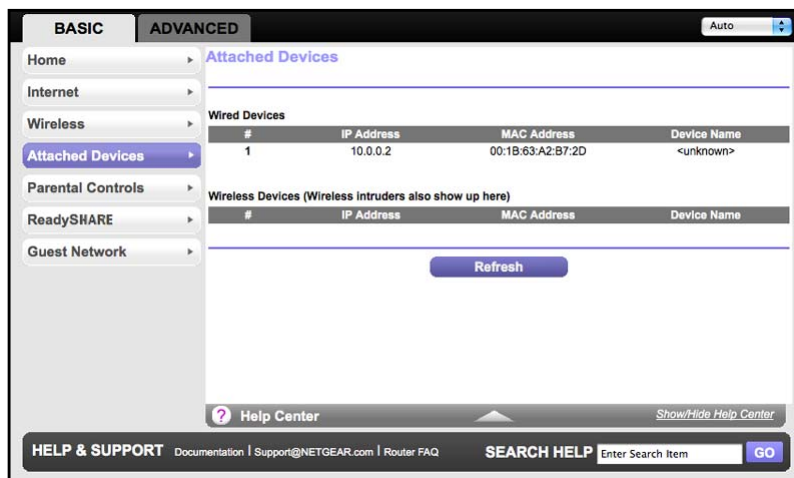 BASIC ADVANCED Auto
Home
Internet
Wireless
Attached Devices
Parental Controls
ReadySHARE
Guest Network
Attached Devices
Wired Devices
# IP Address MAC Address Device Name
1 10.0.0.2 00:1B:63:A2:B7:2D <unknown>
Wireless Devices (Wireless intruders also show up here)
# IP Address MAC Address Device Name
Refresh
? Help Center Show/Hide Help Center
HELP & SUPPORT Documentation | Support@NETGEAR.com | Router FAQ SEARCH HELP Enter Search Item GO